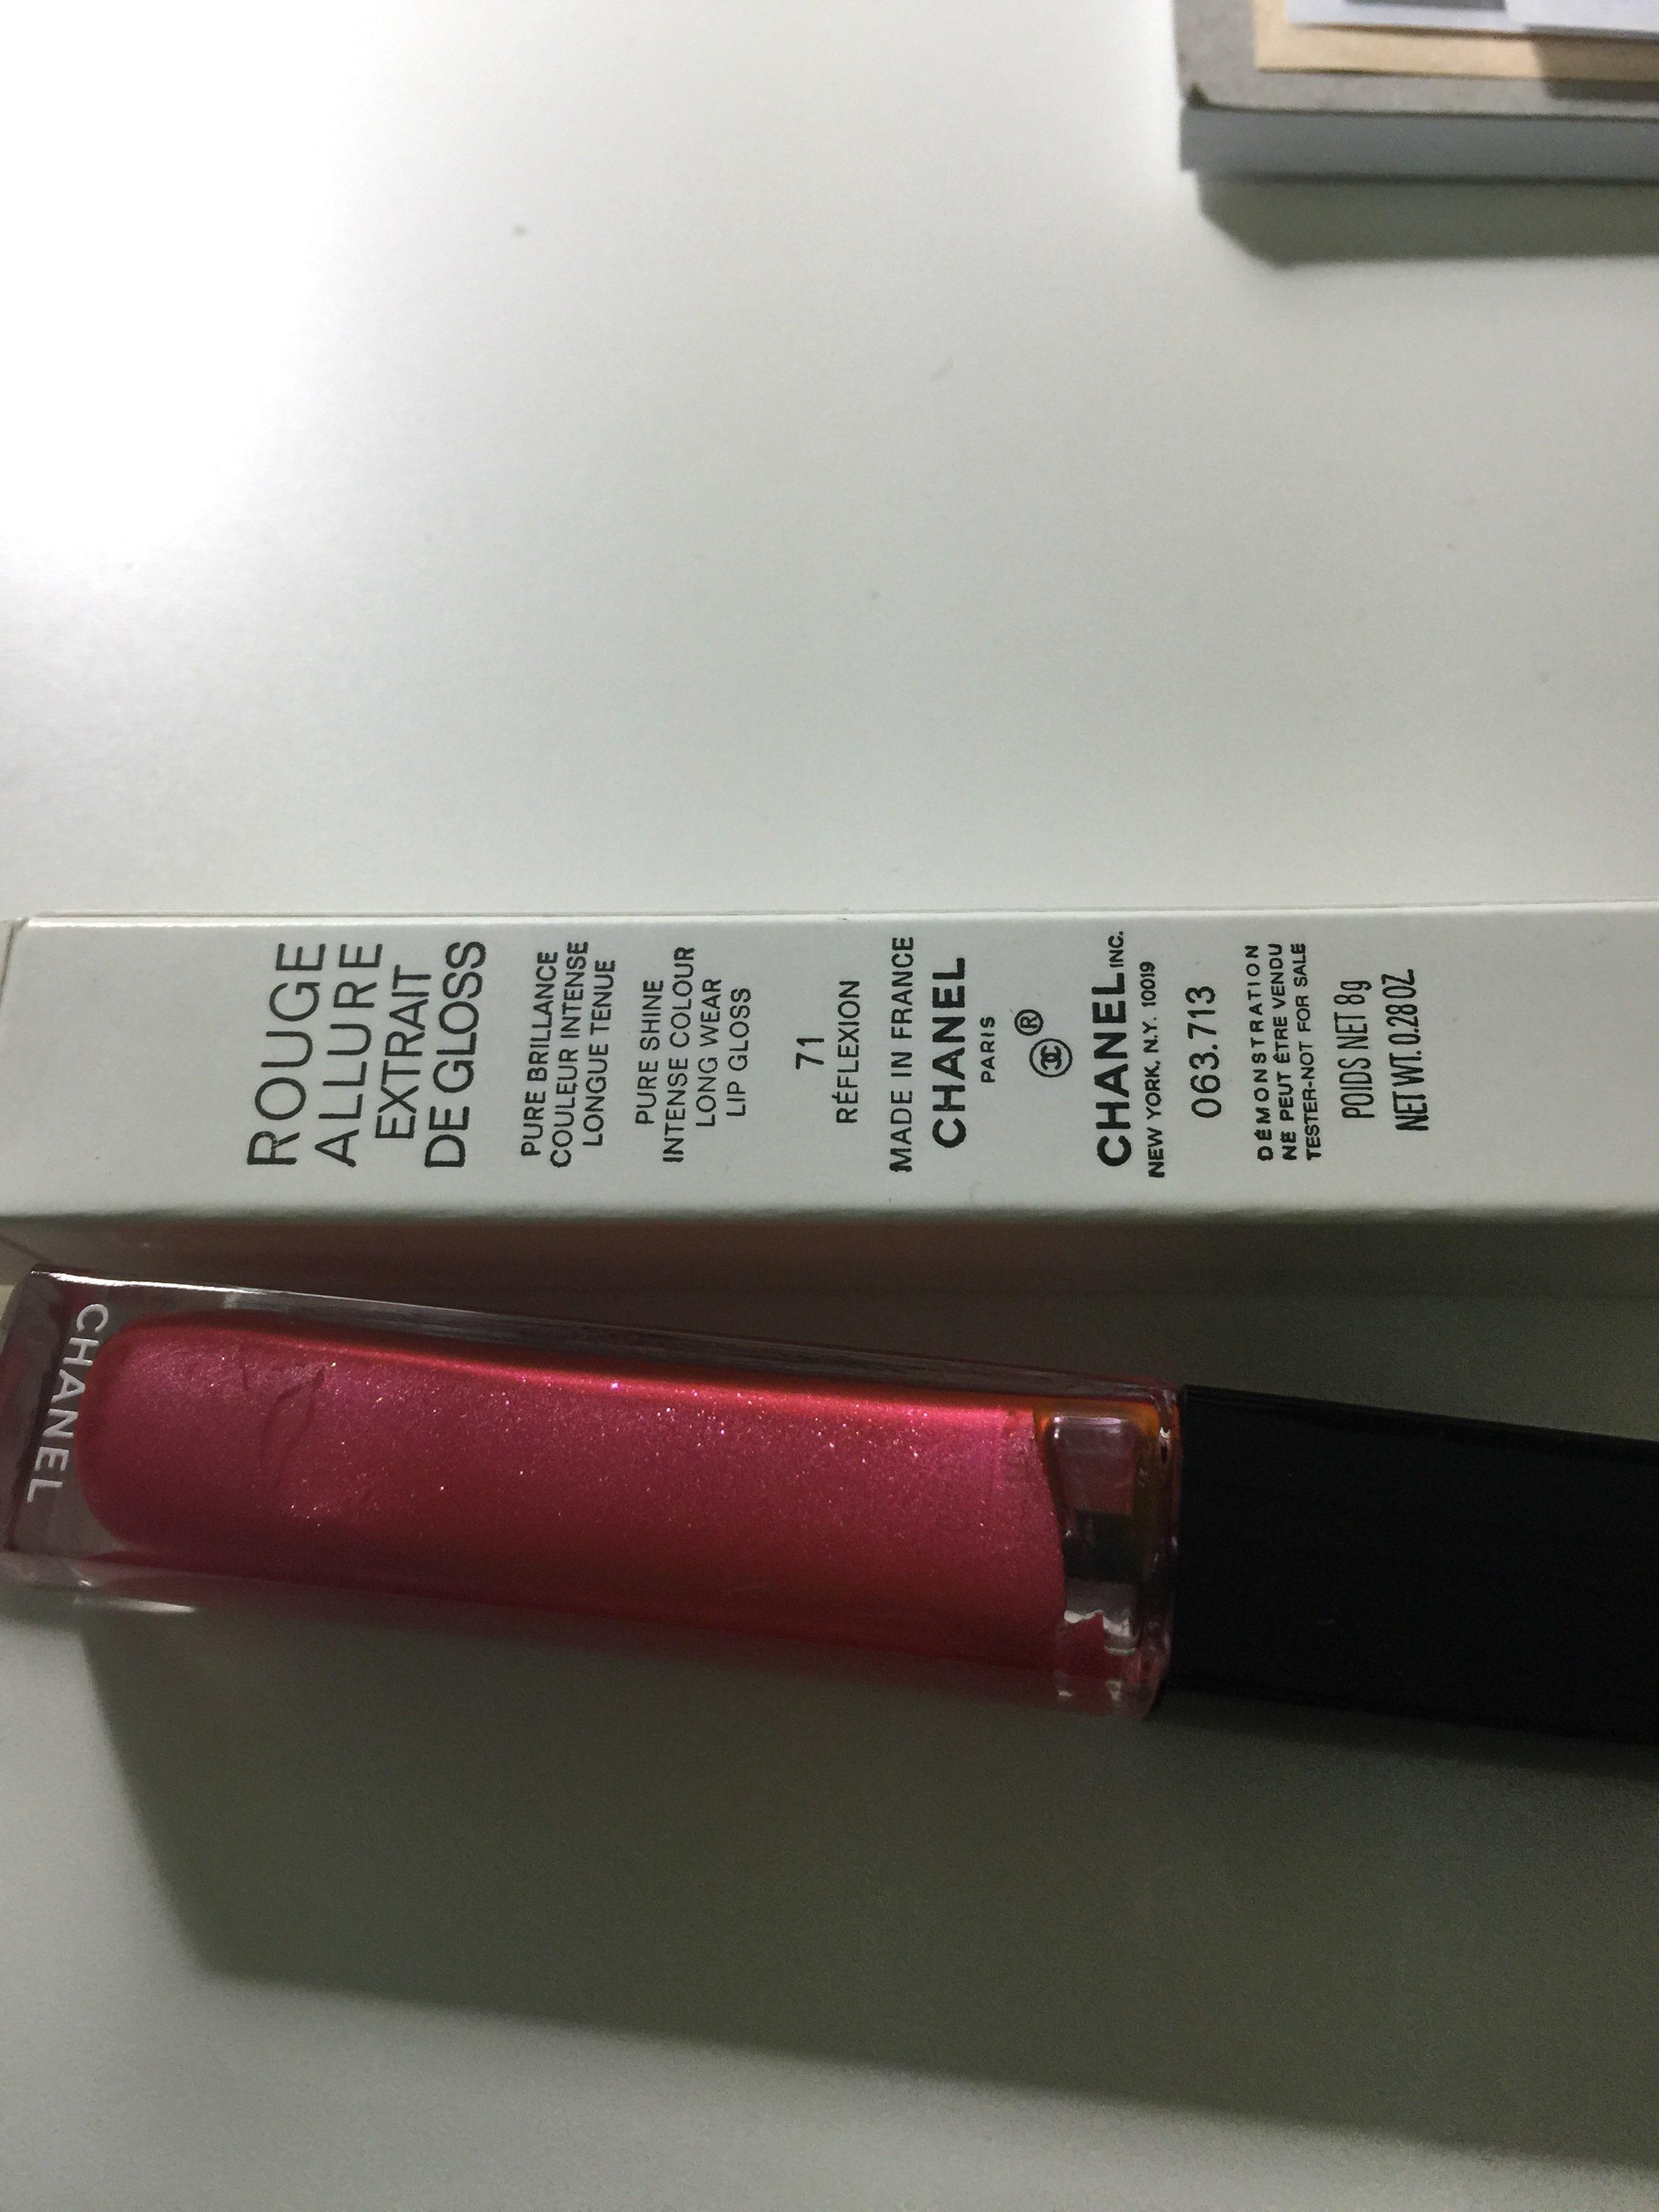 ROUGE
ALLURE
EXTRAIT
DE GLOSS
PURE BRILLANCE
COULEUR INTENSE
LONGUE TENUE
PURE SHINE
INTENSE COLOUR
LONG WEAR
LIP GLOSS
71
RÉFLEXION
MADE IN FRANCE
CHANEL
PARIS
®
CHANEL INC.
NEW YORK, N.Y. 10019
063.713
DÉMONSTRATION
NE PEUT ÊTRE VENDU
TESTER-NOT FOR SALE
POIDS NET 8g
NET WT. 0.28 OZ
CHANEL